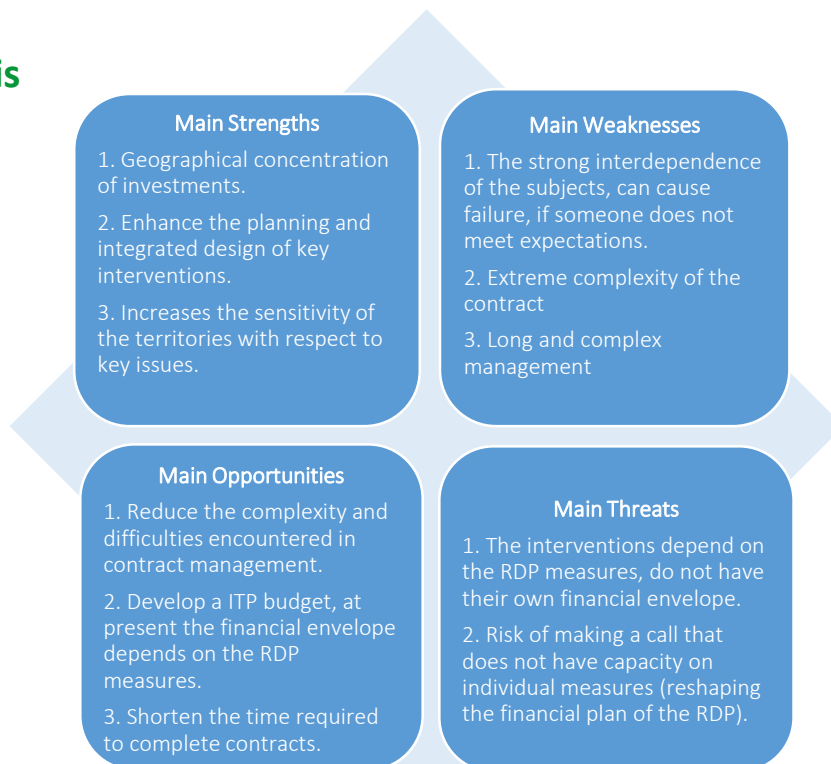 is
Main Strengths
1. Geographical concentration
of investments.
2. Enhance the planning and
integrated design of key
interventions.
3. Increases the sensitivity of
the territories with respect to
key issues.
Main Weaknesses
1. The strong interdependence
of the subjects, can cause
failure, if someone does not
meet expectations.
2. Extreme complexity of the
contract
3. Long and complex
management
Main Opportunities
1. Reduce the complexity and
difficulties encountered in
contract management.
2. Develop a ITP budget, at
present the financial envelope
depends on the RDP
measures.
3. Shorten the time required
to complete contracts.
Main Threats
1. The interventions depend on
the RDP measures, do not have
their own financial envelope.
2. Risk of making a call that
does not have capacity on
individual measures (reshaping
the financial plan of the RDP).